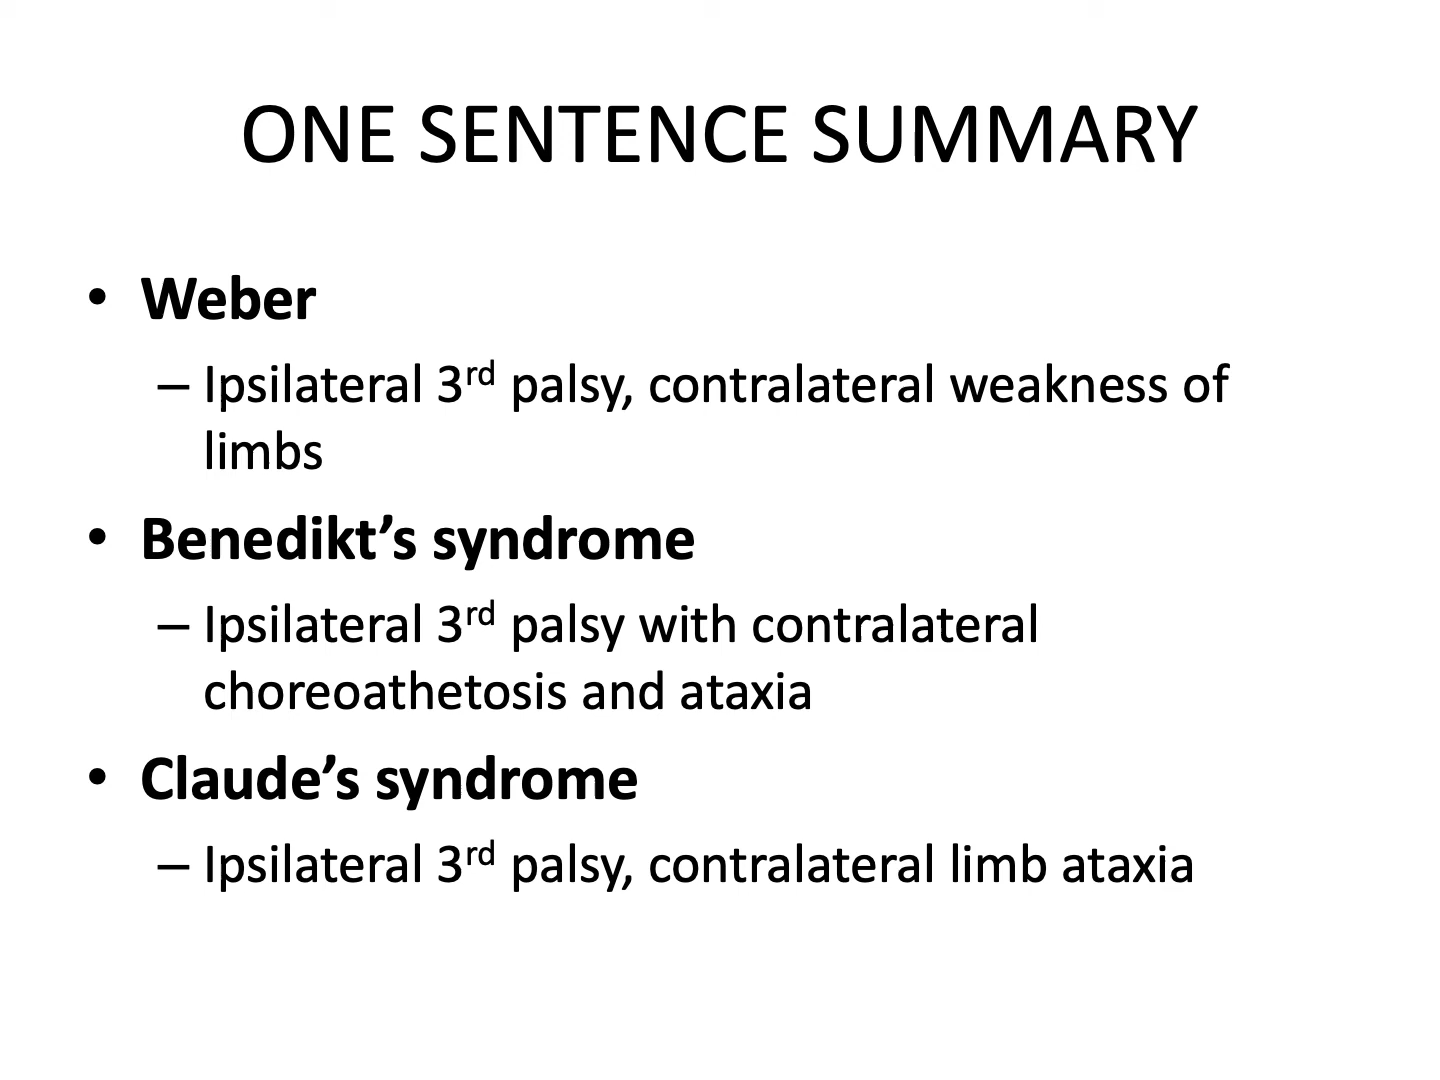 ONE SENTENCE SUMMARY
• Weber
– Ipsilateral 3rd palsy, contralateral weakness of
limbs
• Benedikt’s syndrome
– Ipsilateral 3rd palsy with contralateral
choreoathetosis and ataxia
• Claude’s syndrome
– Ipsilateral 3rd palsy, contralateral limb ataxia